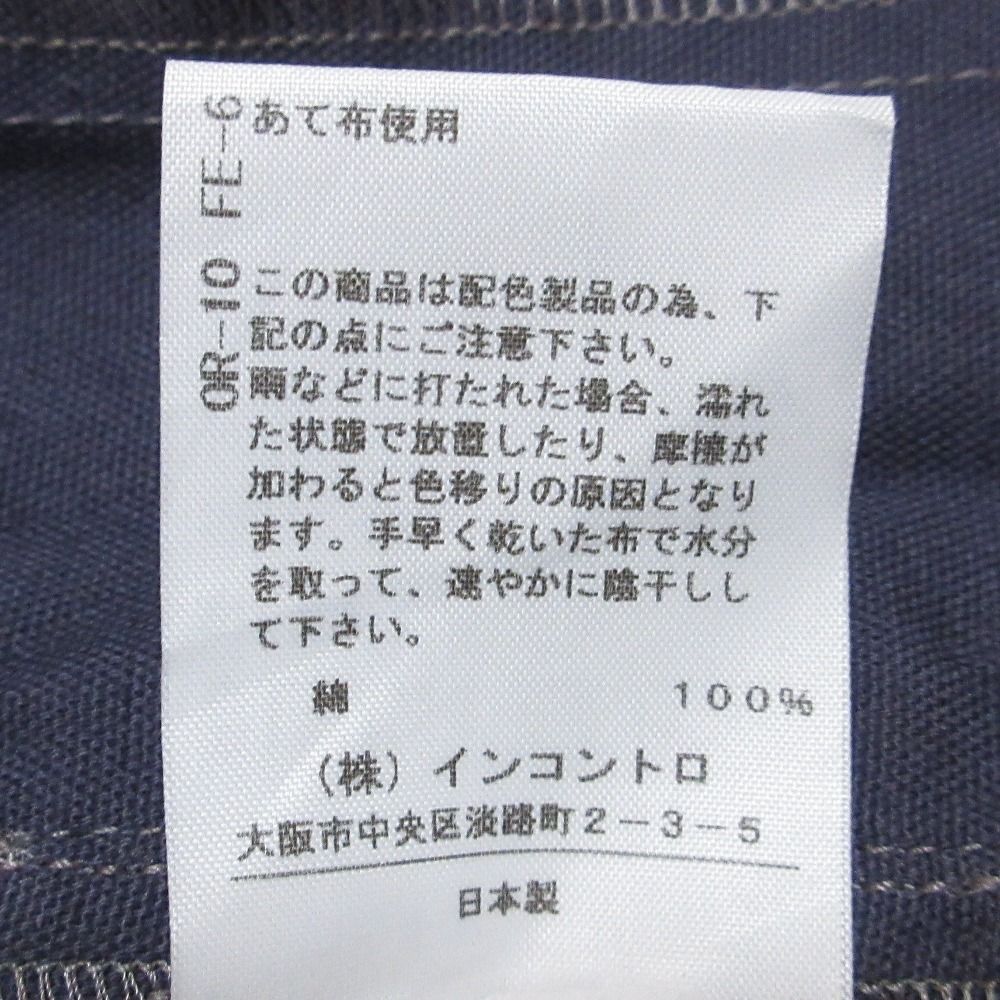 あて布使用
この商品は配色製品の為、下
記の点にご注意下さい。
雨などに打たれた場合、濡れ
た状態で放置したり、摩擦が
加わると色移りの原因となり
ます。手早く乾いた布で水分
を取って、速やかに陰干しし
て下さい。
綿 100%
(株)インコントロ
大阪市中央区淡路町2-3-5
日本製
OR-10 FE-6